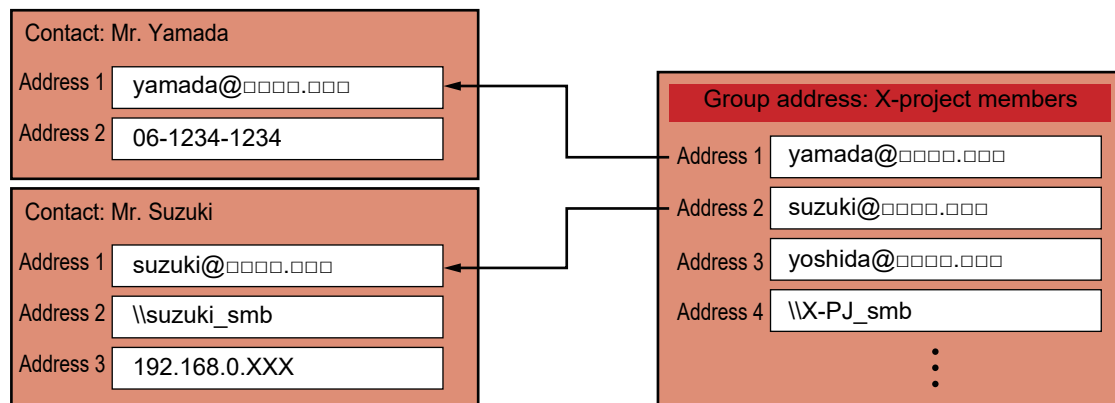 Contact: Mr. Yamada
Address 1 yamada@□□□□.□□□
Address 2 06-1234-1234
Contact: Mr. Suzuki
Address 1 suzuki@□□□□.□□□
Address 2 \\suzuki_smb
Address 3 192.168.0.XXX
Group address: X-project members
Address 1 yamada@□□□□.□□□
Address 2 suzuki@□□□□.□□□
Address 3 yoshida@□□□□.□□□
Address 4 \\X-PJ_smb